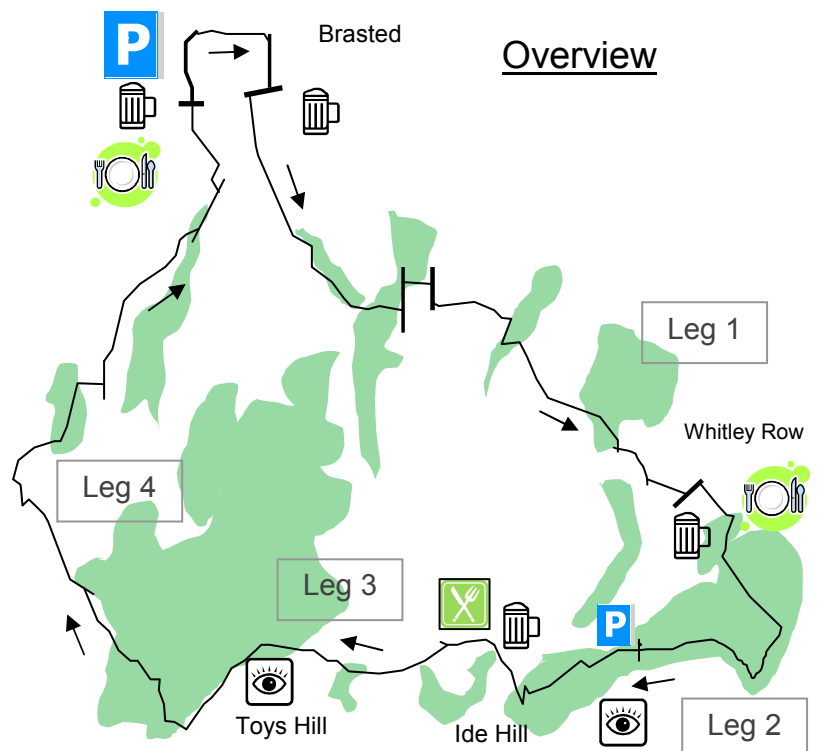 P
Brasted
Overview
Leg 1
Whitley Row
Leg 4
Leg 3
P
Toys Hill
Ide Hill
Leg 2